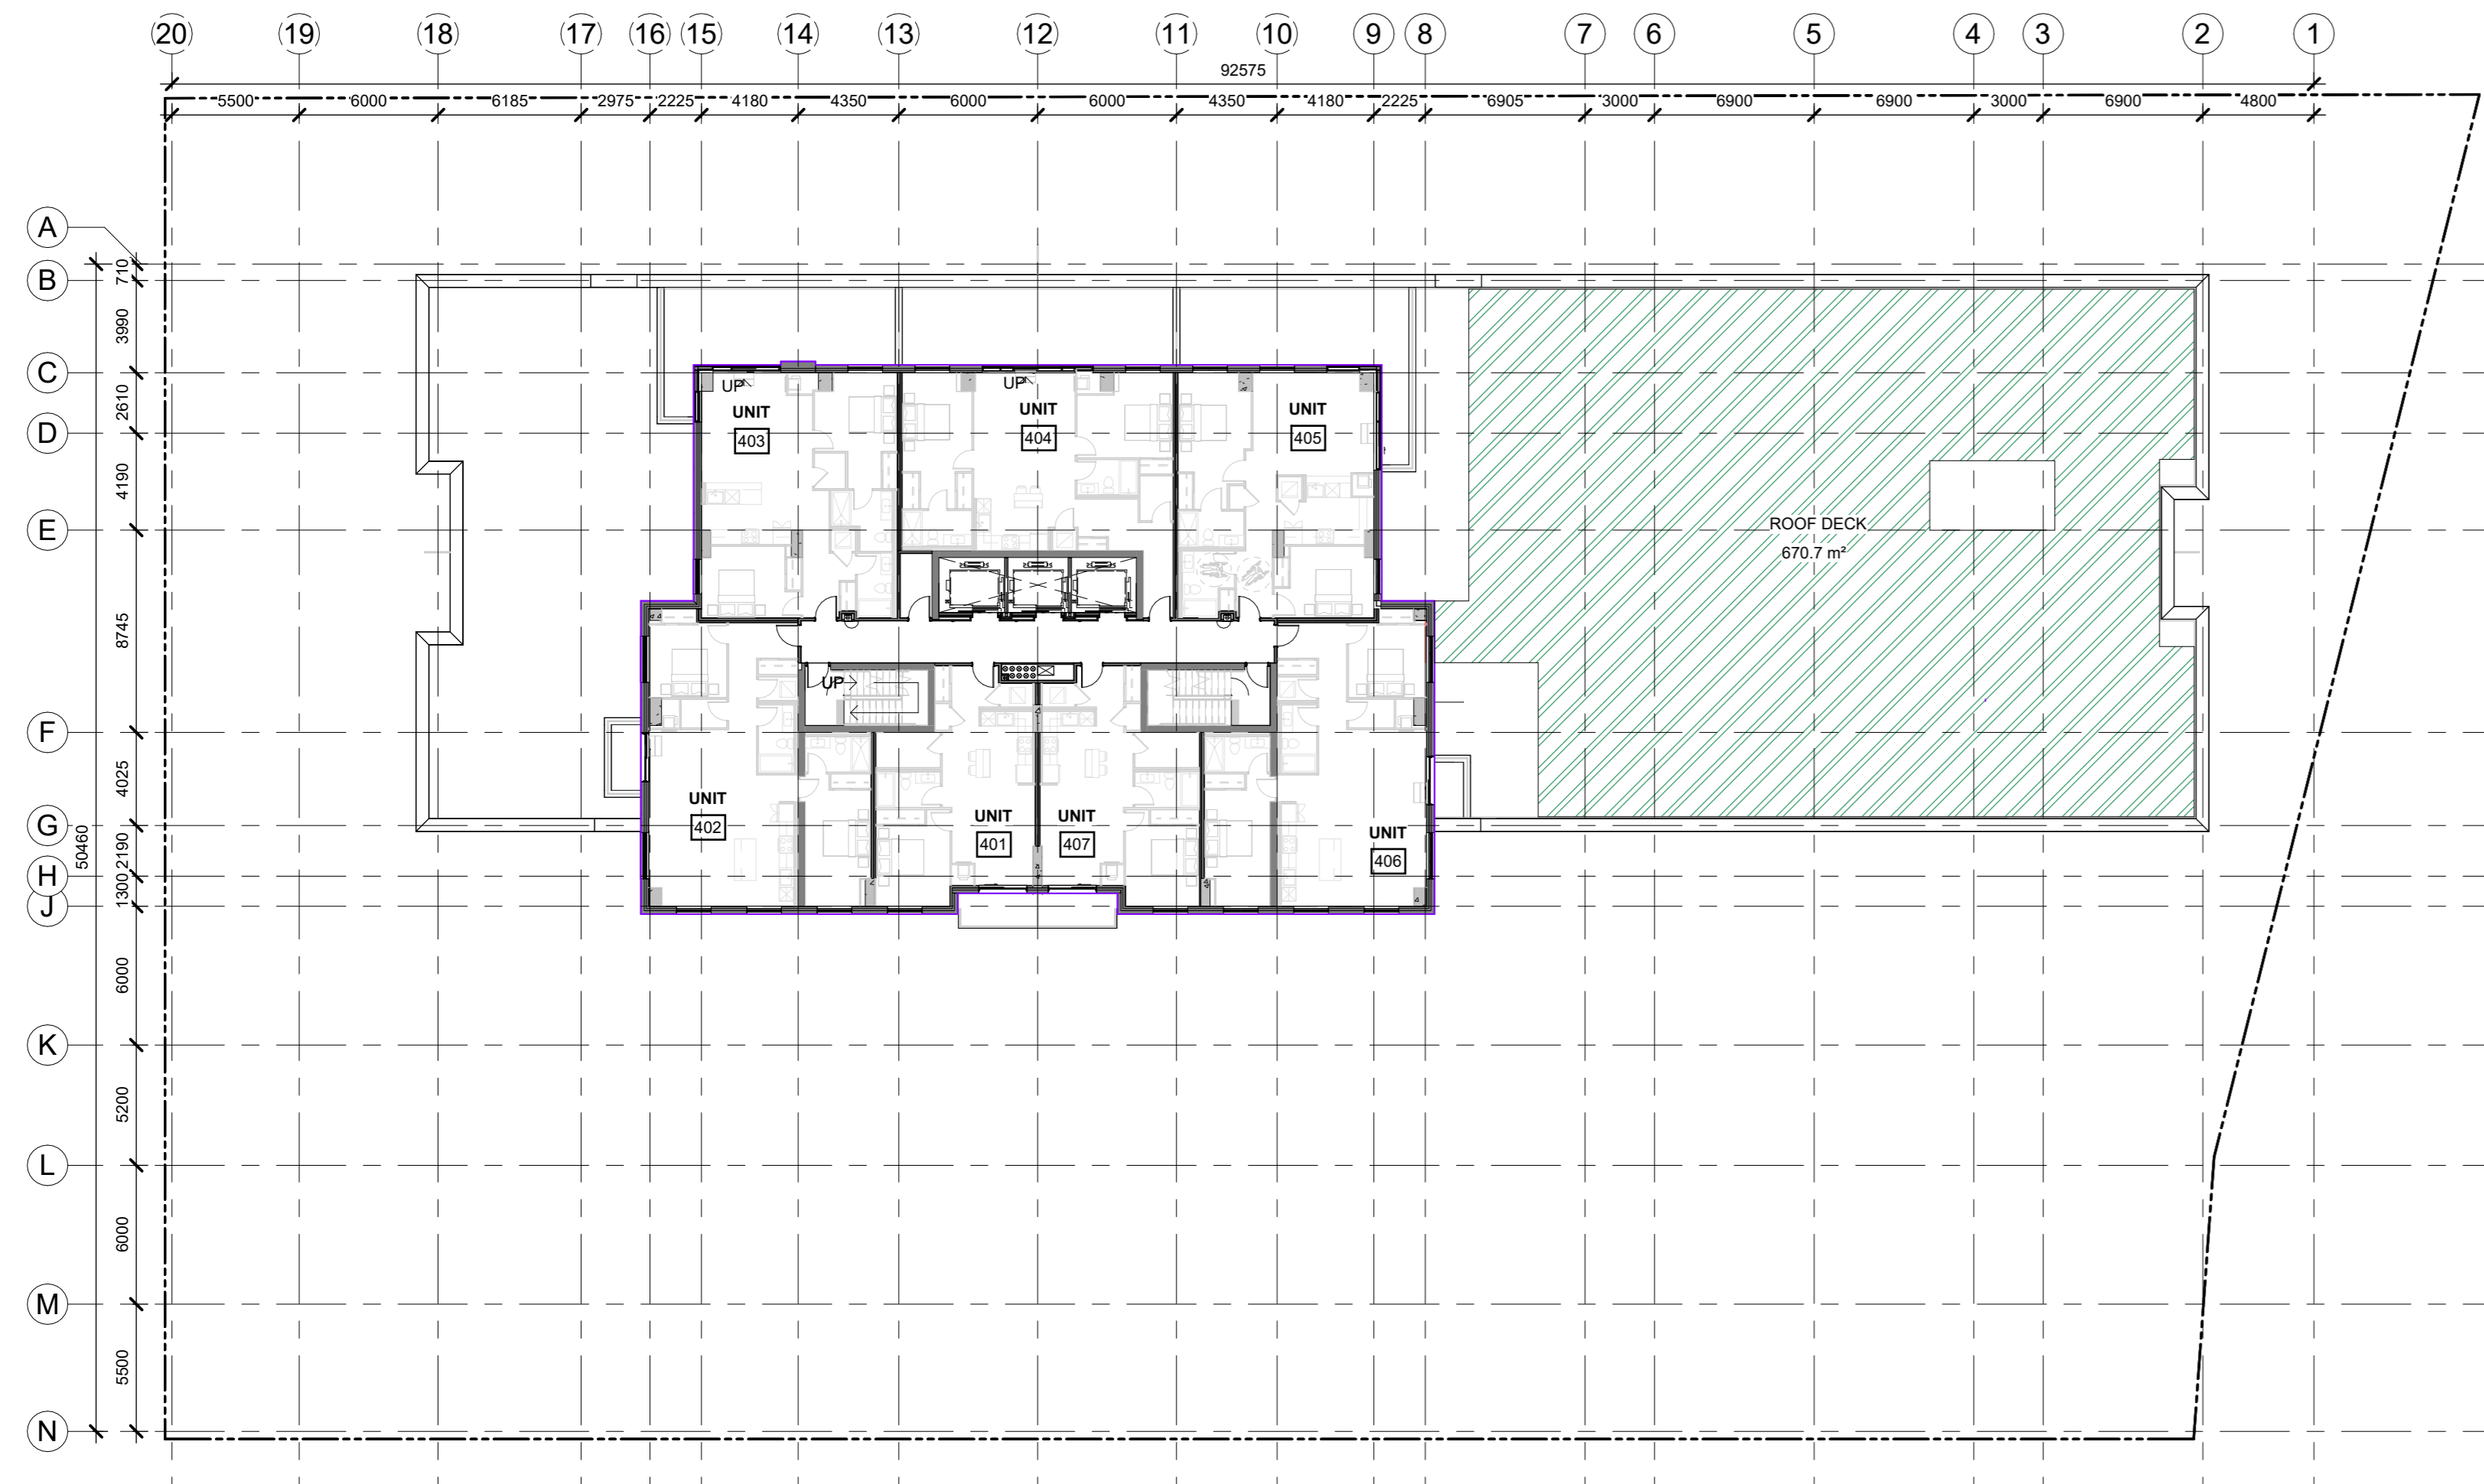 20 19 18 17 16 15 14 13 12 11 10 9 8 7 6 5 4 3 2 1
92575
5500 6000 6185 2975 2225 4180 4350 6000 6000 4350 4180 2225 6905 3000 6900 6900 3000 6900 4800
A
710
B
3990
C
2610
D
4190
E
8745
F
4025
G
2190
50460
H
1300
J
6000
K
5200
L
6000
M
5500
N
UP
UNIT
403
UP
UNIT
404
UNIT
405
ROOF DECK
670.7 m²
UP
UNIT
402
UNIT
401
UNIT
407
UNIT
406